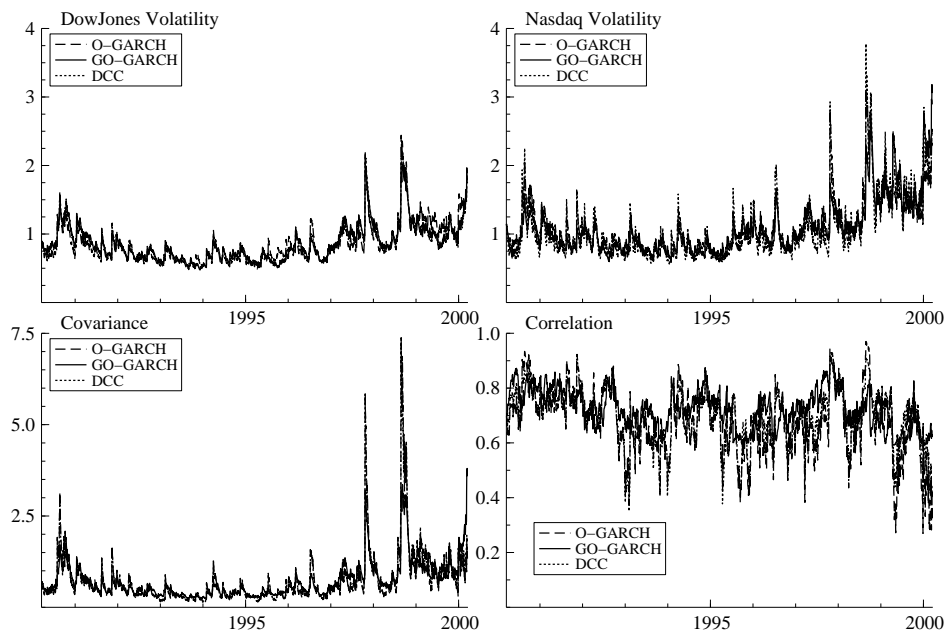 DowJones Volatility
4
3
2
1
O−GARCH
GO−GARCH
DCC
1995
2000
Nasdaq Volatility
4
3
2
1
O−GARCH
GO−GARCH
DCC
1995
2000
Covariance
7.5
5.0
2.5
O−GARCH
GO−GARCH
DCC
1995
2000
Correlation
1.0
0.8
0.6
0.4
0.2
O−GARCH
GO−GARCH
DCC
1995
2000